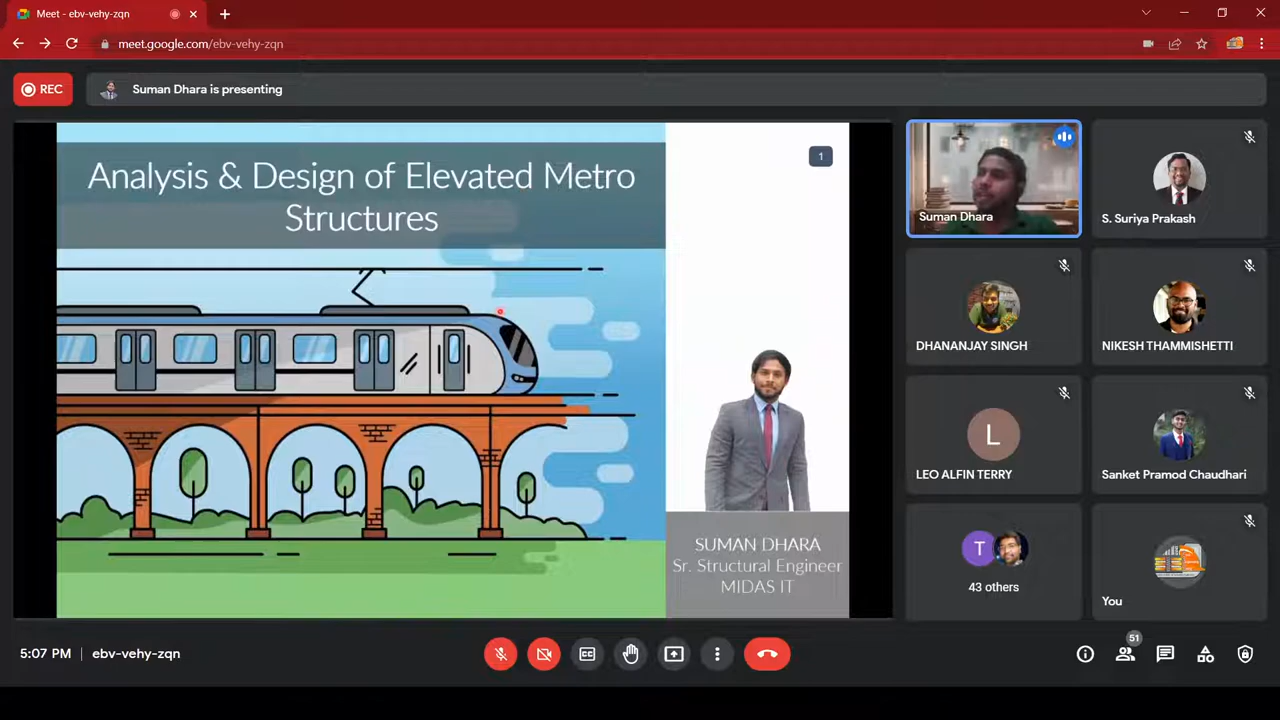 Meet - ebv-vehy-zqn
meet.google.com/ebv-vehy-zqn
REC
Suman Dhara is presenting
Analysis & Design of Elevated Metro
Structures
1
SUMAN DHARA
Sr. Structural Engineer
MIDAS IT
Suman Dhara
S. Suriya Prakash
DHANANJAY SINGH
NIKESH THAMMISHETTI
L
LEO ALFIN TERRY
Sanket Pramod Chaudhari
T
43 others
You
5:07 PM | ebv-vehy-zqn
51